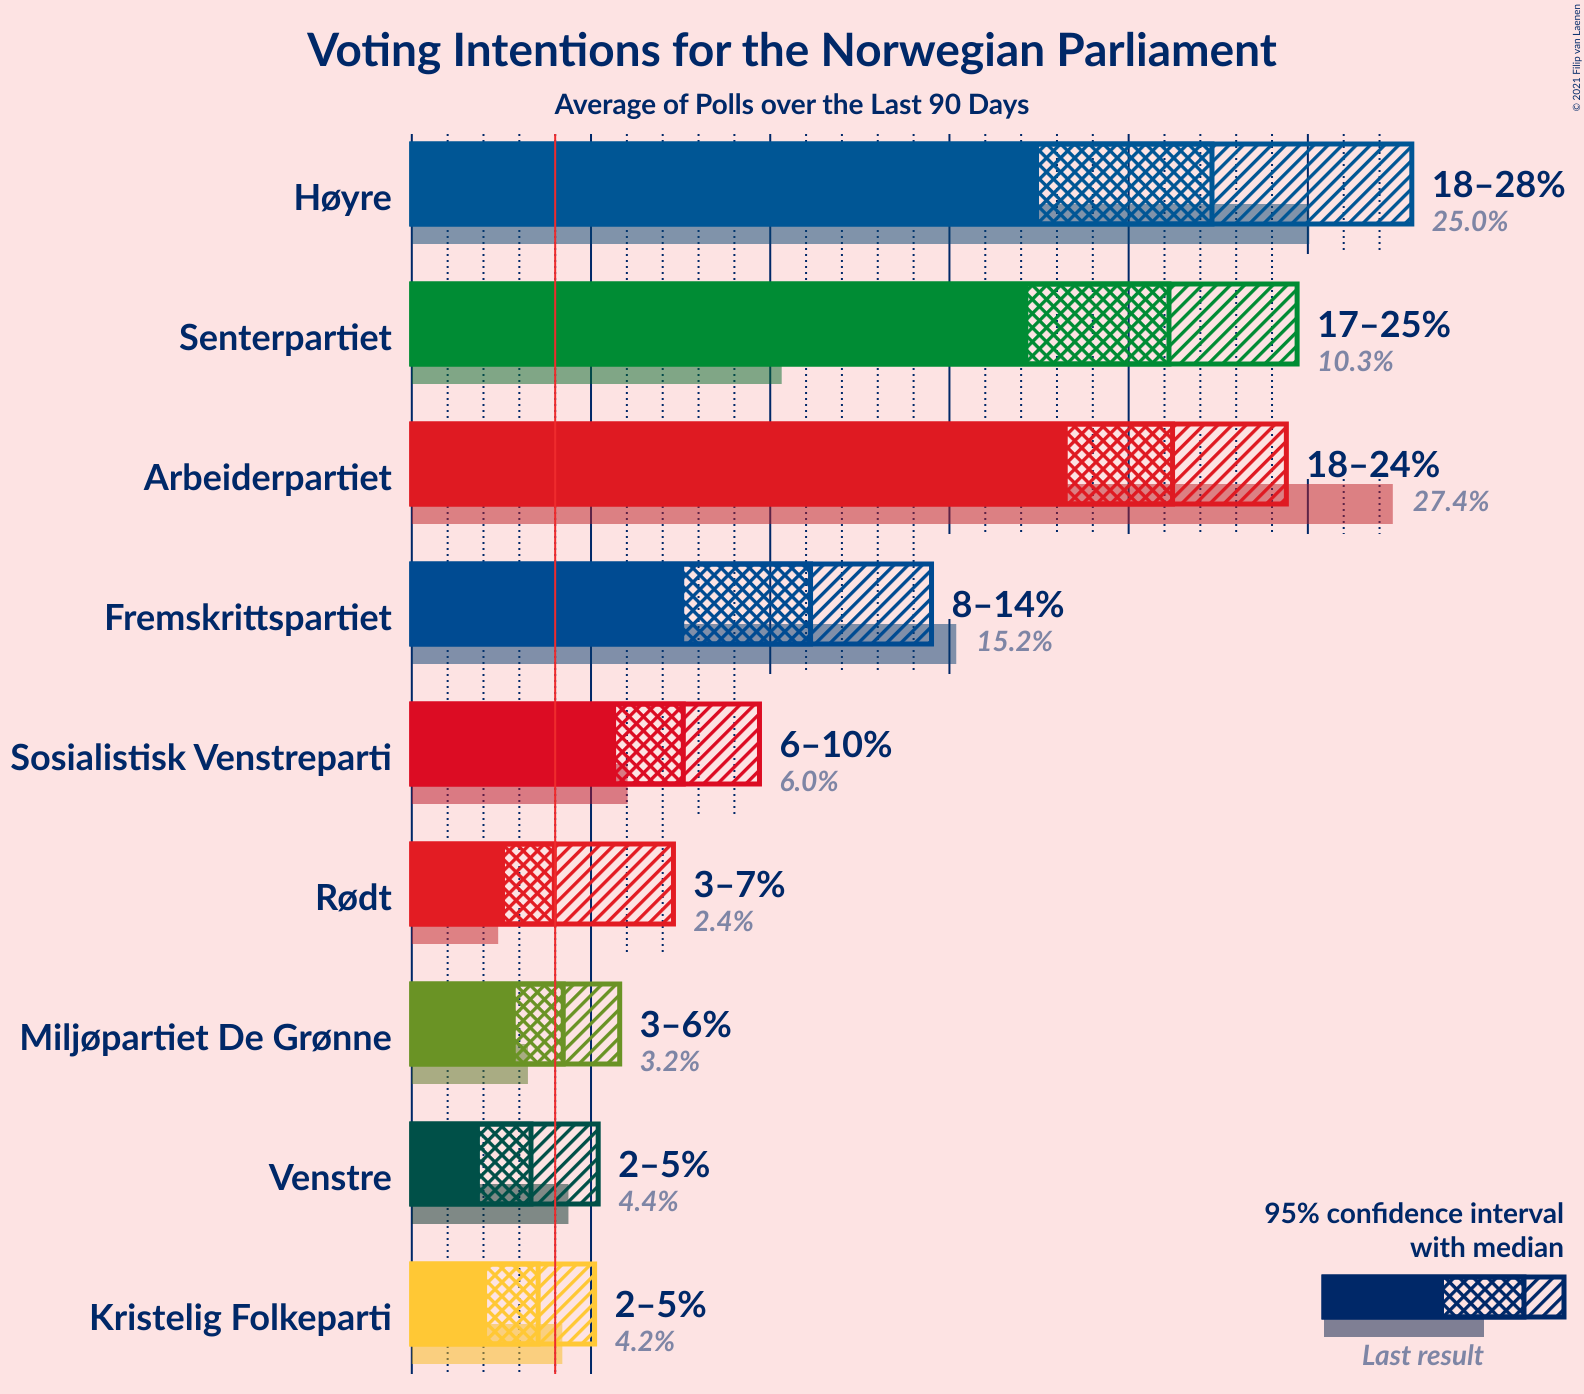 Voting Intentions for the Norwegian Parliament
Average of Polls over the Last 90 Days
© 2021 Filip van Laenen
Høyre
18–28%
25.0%
Senterpartiet
17–25%
10.3%
Arbeiderpartiet
18–24%
27.4%
Fremskrittspartiet
8–14%
15.2%
Sosialistisk Venstreparti
6–10%
6.0%
Rødt
3–7%
2.4%
Miljøpartiet De Grønne
3–6%
3.2%
Venstre
2–5%
4.4%
Kristelig Folkeparti
2–5%
4.2%
95% confidence interval
with median
Last result